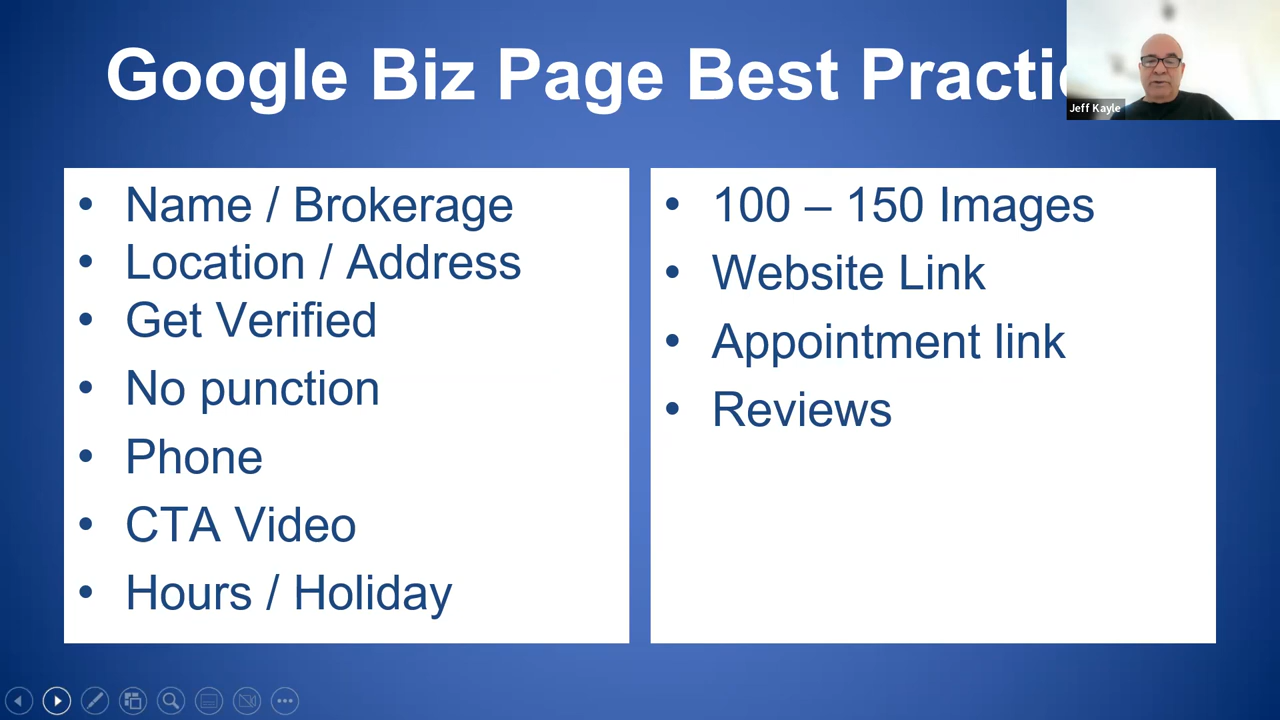 Google Biz Page Best Practi
Jeff Kayle
• Name / Brokerage
• Location / Address
• Get Verified
• No punction
• Phone
• CTA Video
• Hours / Holiday
• 100 – 150 Images
• Website Link
• Appointment link
• Reviews